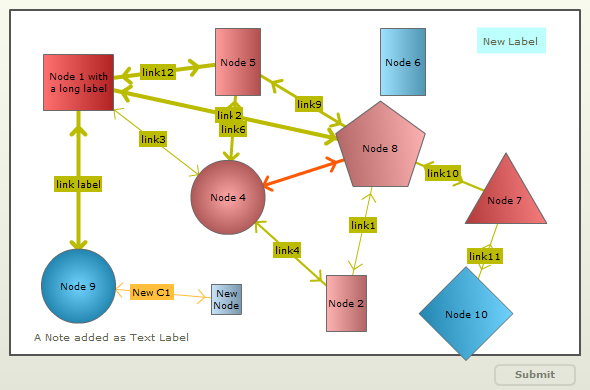 New Label
Node 5
Node 6
Node 1 with
a long label
link12
link9
link2
link6
link3
Node 8
link10
link label
Node 4
Node 7
link1
link4
link11
Node 9
New C1
New
Node
Node 2
Node 10
A Note added as Text Label
Submit